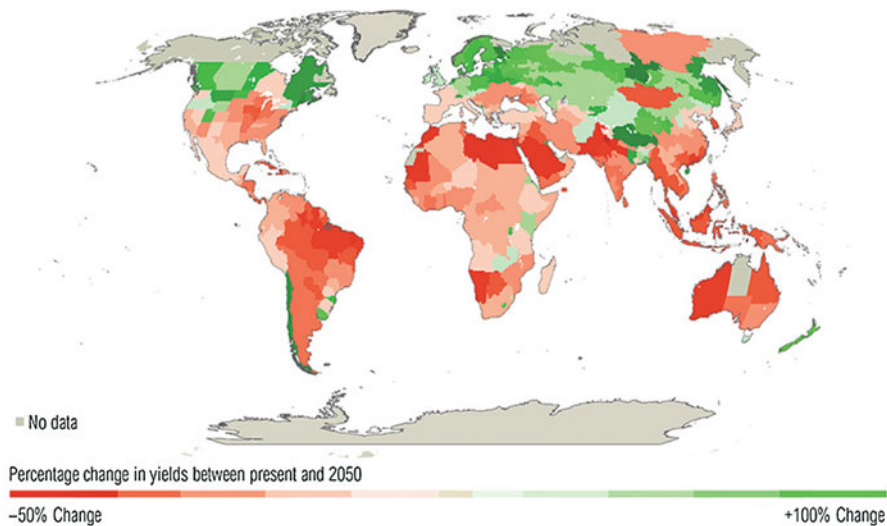 No data
Percentage change in yields between present and 2050
–50% Change +100% Change